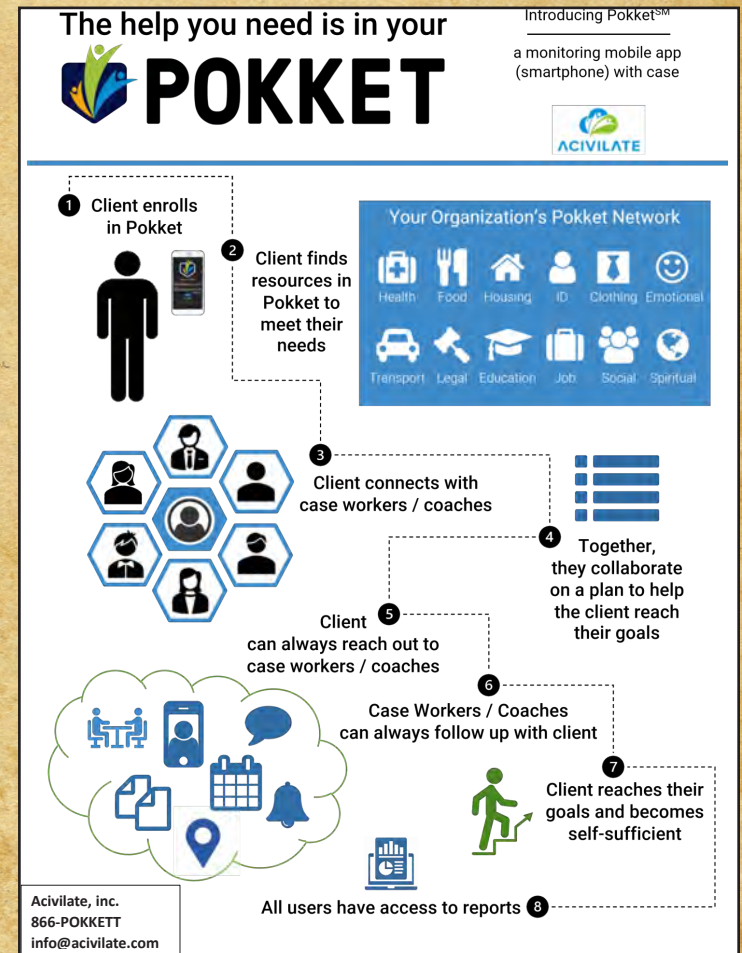 The help you need is in your
POKKET
Introducing Pokket℠
a monitoring mobile app
(smartphone) with case
ACIVILATE
1
Client enrolls
in Pokket
2
Client finds
resources in
Pokket to
meet their
needs
Your Organization's Pokket Network
Health Food Housing ID Clothing Emotional
Transport Legal Education Job Social Spiritual
3
Client connects with
case workers / coaches
4
Together,
they collaborate
on a plan to help
the client reach
their goals
5
Client
can always reach out to
case workers / coaches
6
Case Workers / Coaches
can always follow up with client
7
Client reaches their
goals and becomes
self-sufficient
All users have access to reports 8
Acivilate, inc.
866-POKKETT
info@acivilate.com